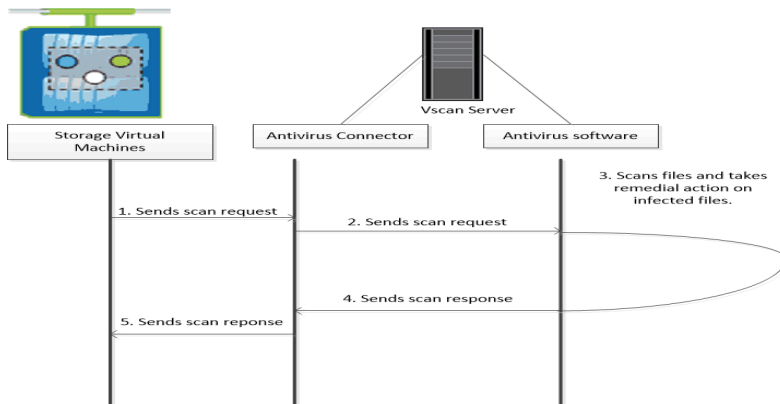 Vscan Server
Storage Virtual
Machines
Antivirus Connector
Antivirus software
3. Scans files and takes
remedial action on
infected files.
1. Sends scan request
2. Sends scan request
4. Sends scan response
5. Sends scan reponse